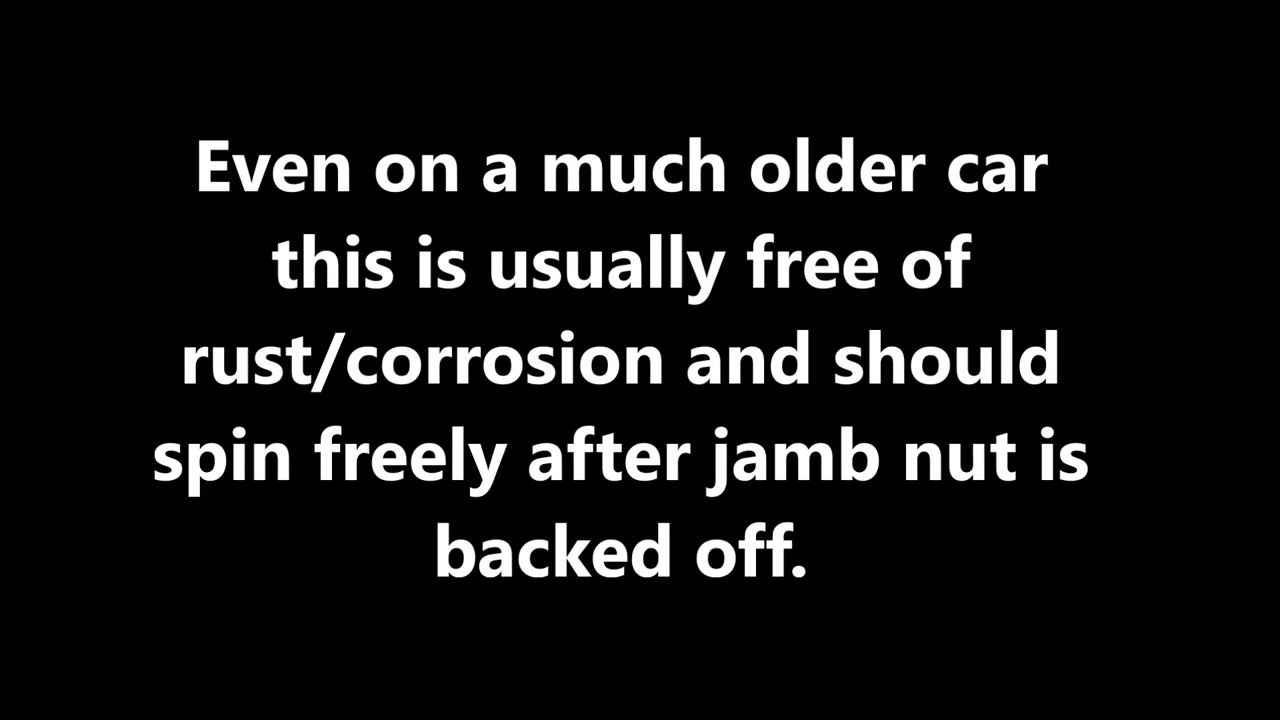 Even on a much older car
this is usually free of
rust/corrosion and should
spin freely after jamb nut is
backed off.